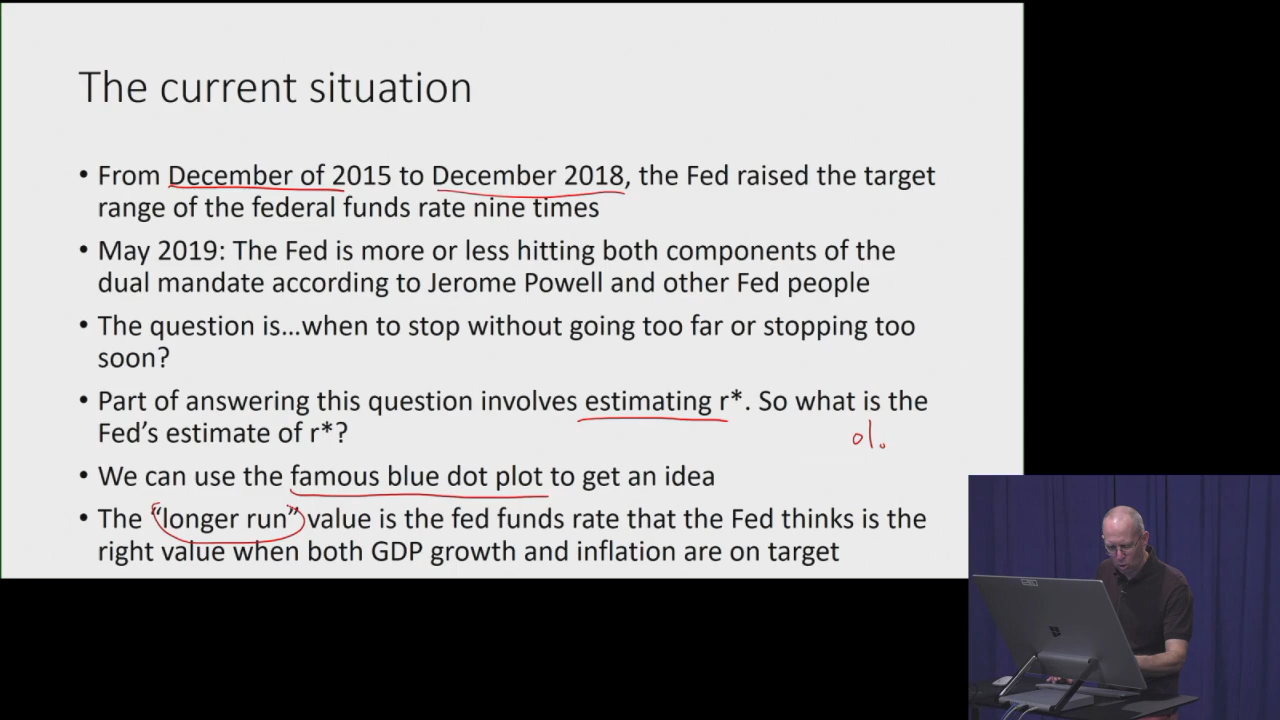 The current situation
• From December of 2015 to December 2018, the Fed raised the target
range of the federal funds rate nine times
• May 2019: The Fed is more or less hitting both components of the
dual mandate according to Jerome Powell and other Fed people
• The question is…when to stop without going too far or stopping too
soon?
• Part of answering this question involves estimating r*. So what is the
Fed’s estimate of r*?
• We can use the famous blue dot plot to get an idea
• The “longer run” value is the fed funds rate that the Fed thinks is the
right value when both GDP growth and inflation are on target